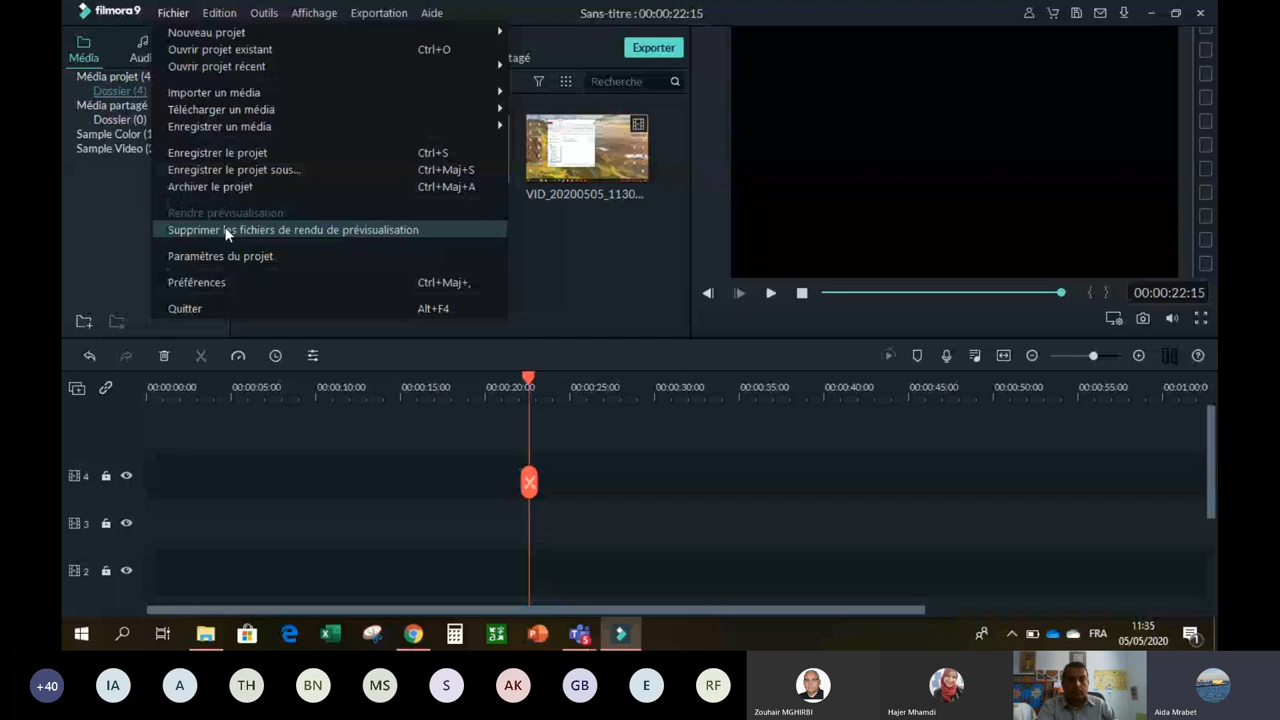 filmora9 Fichier Edition Outils Affichage Exportation Aide Sans-titre : 00:00:22:15
Média
Audi
Média projet (4
Dossier (4)
Média partagé
Dossier (0)
Sample Color (1
Sample Video (
Nouveau projet
Ouvrir projet existant Ctrl+O
Ouvrir projet récent
Importer un média
Télécharger un média
Enregistrer un média
Enregistrer le projet Ctrl+S
Enregistrer le projet sous... Ctrl+Maj+S
Archiver le projet Ctrl+Maj+A
Rendre prévisualisation
Supprimer les fichiers de rendu de prévisualisation
Paramètres du projet
Préférences Ctrl+Maj+,
Quitter Alt+F4
tagé
Exporter
Recherche
VID_20200505_1130...
00:00:22:15
00:00:00:00 00:00:05:00 00:00:10:00 00:00:15:00 00:00:20:00 00:00:25:00 00:00:30:00 00:00:35:00 00:00:40:00 00:00:45:00 00:00:50:00 00:00:55:00 00:01:00:00
4
3
2
FRA
11:35
05/05/2020
+40 IA A TH BN MS S AK GB E RF
Zouhair MGHIRBI
Hajer Mhamdi
Aida Mrabet